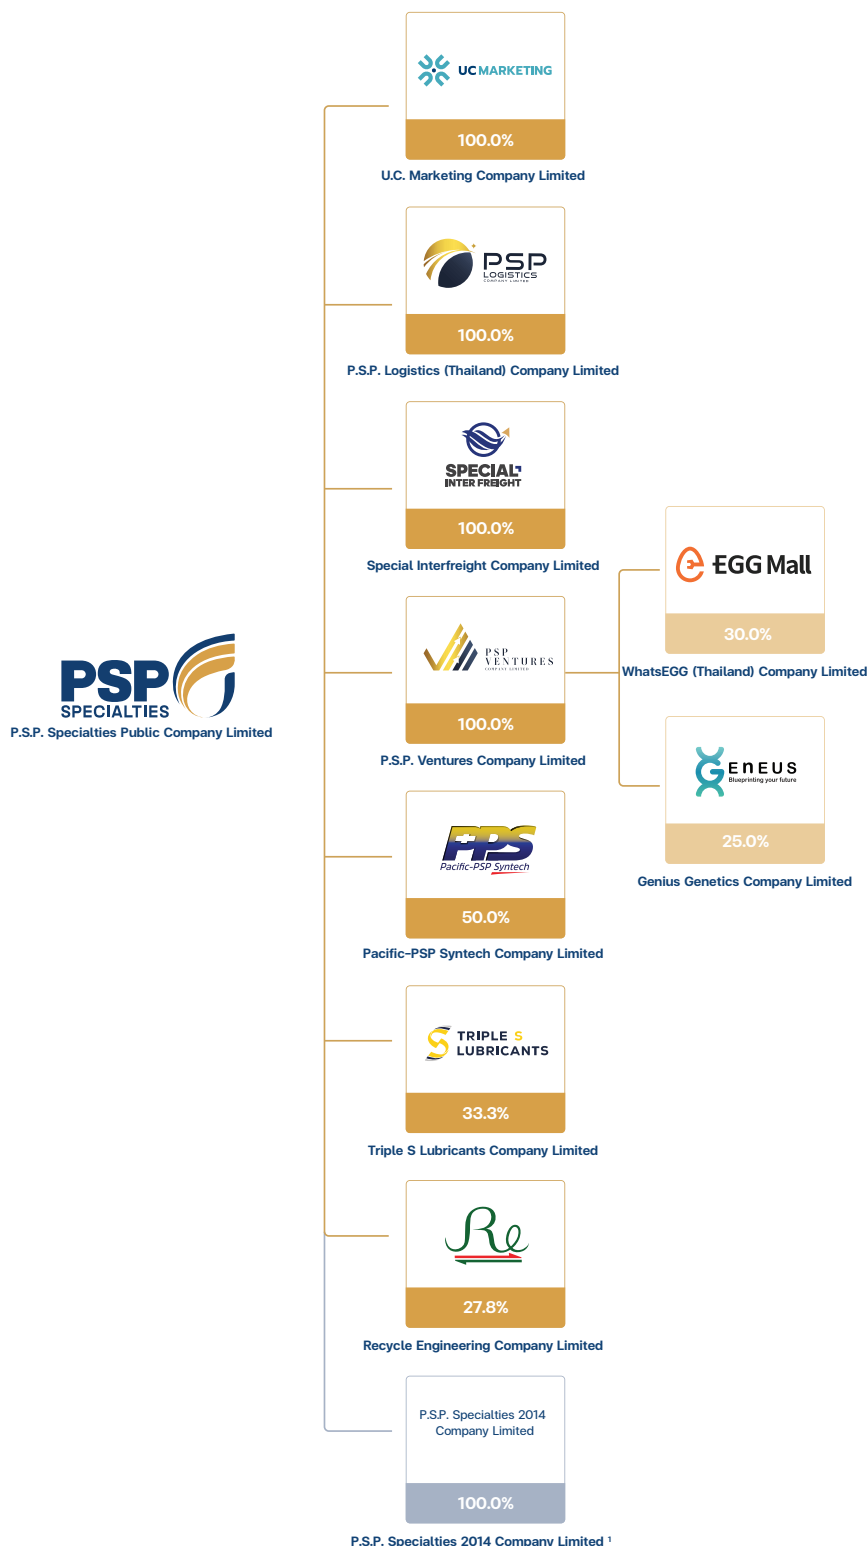 UC MARKETING
100.0%
U.C. Marketing Company Limited
PSP
LOGISTICS
COMPANY LIMITED
100.0%
P.S.P. Logistics (Thailand) Company Limited
SPECIAL
INTER FREIGHT
100.0%
Special Interfreight Company Limited
EGG Mall
30.0%
WhatsEGG (Thailand) Company Limited
PSP
SPECIALTIES
P.S.P. Specialties Public Company Limited
PSP
VENTURES
COMPANY LIMITED
100.0%
P.S.P. Ventures Company Limited
GEnEUS
Blueprinting your future
25.0%
Genius Genetics Company Limited
PPS
Pacific-PSP Syntech
50.0%
Pacific-PSP Syntech Company Limited
TRIPLE S
LUBRICANTS
33.3%
Triple S Lubricants Company Limited
Re
27.8%
Recycle Engineering Company Limited
P.S.P. Specialties 2014
Company Limited
100.0%
P.S.P. Specialties 2014 Company Limited ¹